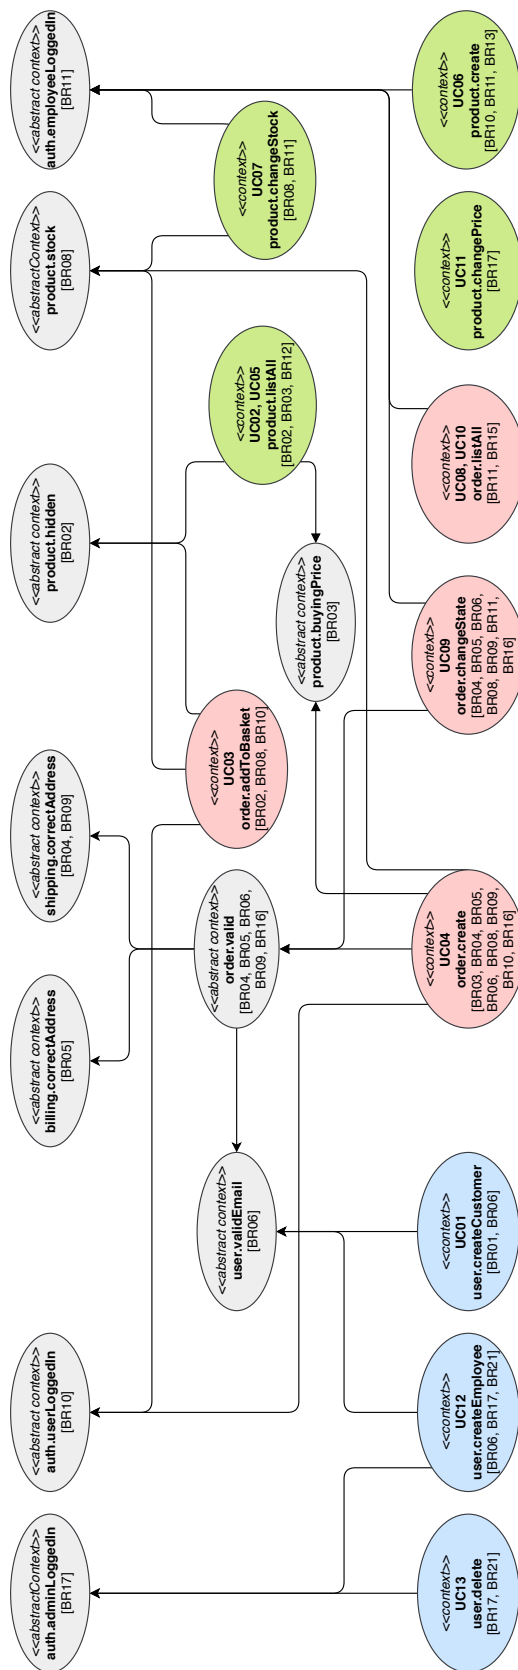 <<abstractContext>>
auth.adminLoggedIn
[BR17]
<<abstract context>>
auth.userLoggedIn
[BR10]
<<abstract context>>
billing.correctAddress
[BR05]
<<abstract context>>
shipping.correctAddress
[BR04, BR09]
<<abstract context>>
product.hidden
[BR02]
<<abstractContext>>
product.stock
[BR08]
<<abstract context>>
auth.employeeLoggedIn
[BR11]
<<abstract context>>
user.validEmail
[BR06]
<<abstract context>>
order.valid
[BR04, BR05, BR06,
BR09, BR16]
<<context>>
UC03
order.addToBasket
[BR02, BR08, BR10]
<<context>>
UC02, UC05
product.listAll
[BR02, BR03, BR12]
<<context>>
UC07
product.changeStock
[BR08, BR11]
<<abstract context>>
product.buyingPrice
[BR03]
<<context>>
UC13
user.delete
[BR17, BR21]
<<context>>
UC12
user.createEmployee
[BR06, BR17, BR21]
<<context>>
UC01
user.createCustomer
[BR01, BR06]
<<context>>
UC04
order.create
[BR03, BR04, BR05,
BR06, BR08, BR09,
BR10, BR16]
<<context>>
UC09
order.changeState
[BR04, BR05, BR06,
BR08, BR09, BR11,
BR16]
<<context>>
UC08, UC10
order.listAll
[BR11, BR15]
<<context>>
UC11
product.changePrice
[BR17]
<<context>>
UC06
product.create
[BR10, BR11, BR13]